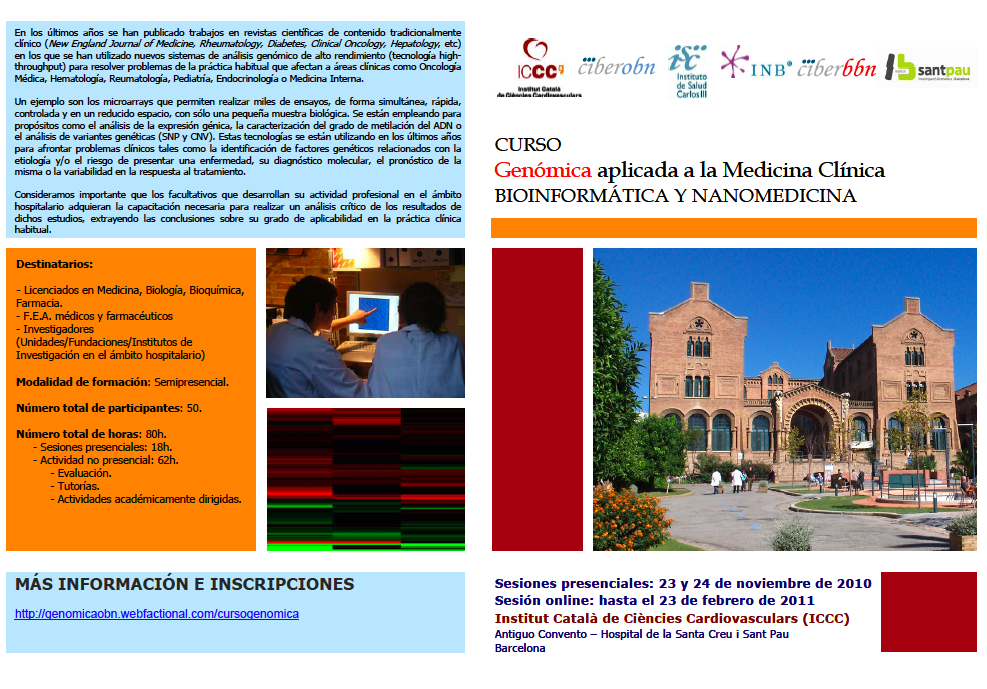 En los últimos años se han publicado trabajos en revistas científicas de contenido tradicionalmente
clínico (New England Journal of Medicine, Rheumatology, Diabetes, Clinical Oncology, Hepatology, etc)
en los que se han utilizado nuevos sistemas de análisis genómico de alto rendimiento (tecnología high-
throughput) para resolver problemas de la práctica habitual que afectan a áreas clínicas como Oncología
Médica, Hematología, Reumatología, Pediatría, Endocrinología o Medicina Interna.
Un ejemplo son los microarrays que permiten realizar miles de ensayos, de forma simultánea, rápida,
controlada y en un reducido espacio, con sólo una pequeña muestra biológica. Se están empleando para
propósitos como el análisis de la expresión génica, la caracterización del grado de metilación del ADN o
el análisis de variantes genéticas (SNP y CNV). Estas tecnologías se están utilizando en los últimos años
para afrontar problemas clínicos tales como la identificación de factores genéticos relacionados con la
etiología y/o el riesgo de presentar una enfermedad, su diagnóstico molecular, el pronóstico de la
misma o la variabilidad en la respuesta al tratamiento.
Consideramos importante que los facultativos que desarrollan su actividad profesional en el ámbito
hospitalario adquieran la capacitación necesaria para realizar un análisis crítico de los resultados de
dichos estudios, extrayendo las conclusiones sobre su grado de aplicabilidad en la práctica clínica
habitual.
Destinatarios:
- Licenciados en Medicina, Biología, Bioquímica,
Farmacia.
- F.E.A. médicos y farmacéuticos
- Investigadores
(Unidades/Fundaciones/Institutos de
Investigación en el ámbito hospitalario)
Modalidad de formación: Semipresencial.
Número total de participantes: 50.
Número total de horas: 80h.
- Sesiones presenciales: 18h.
- Actividad no presencial: 62h.
- Evaluación.
- Tutorías.
- Actividades académicamente dirigidas.
MÁS INFORMACIÓN E INSCRIPCIONES
http://genomicaobn.webfactional.com/cursogenomica
ICCC
Institut Català
de Ciències Cardiovasculars
ciberobn
Instituto
de Salud
Carlos III
INB
ciberbbn
santpau
CURSO
Genómica aplicada a la Medicina Clínica
BIOINFORMÁTICA Y NANOMEDICINA
Sesiones presenciales: 23 y 24 de noviembre de 2010
Sesión online: hasta el 23 de febrero de 2011
Institut Català de Ciències Cardiovasculars (ICCC)
Antiguo Convento – Hospital de la Santa Creu i Sant Pau
Barcelona